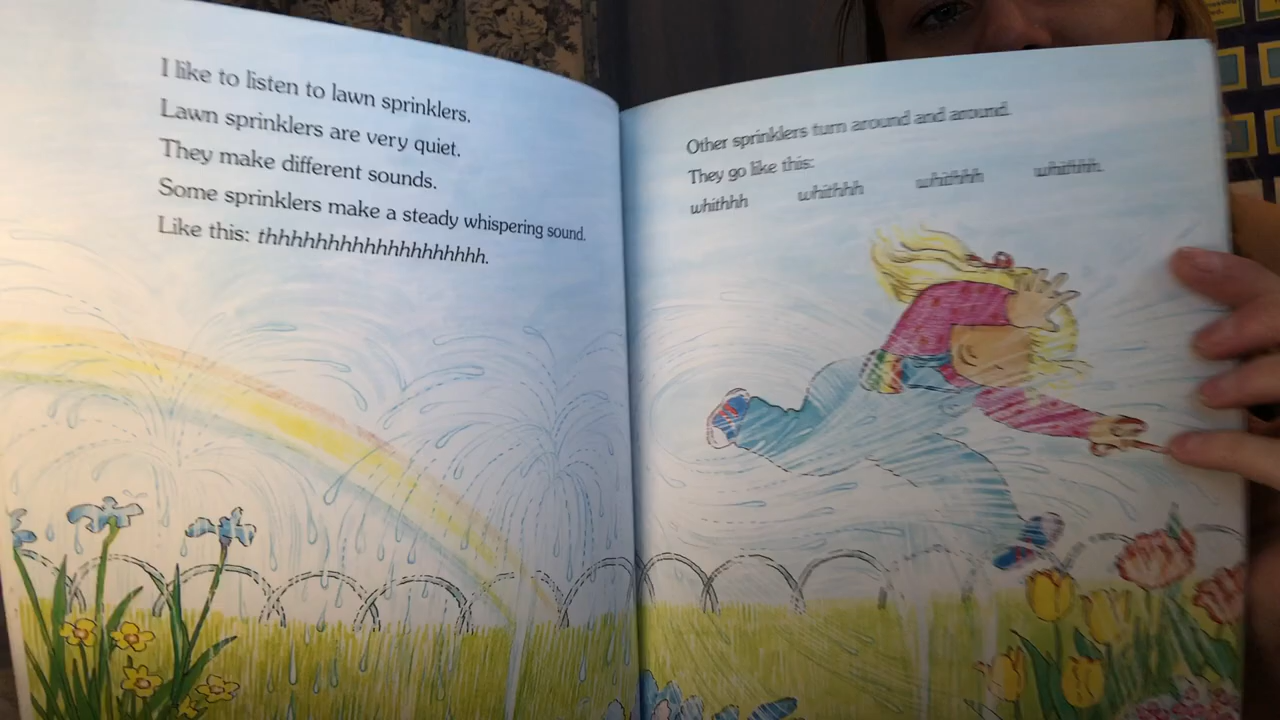 I like to listen to lawn sprinklers.
Lawn sprinklers are very quiet.
They make different sounds.
Some sprinklers make a steady whispering sound.
Like this: thhhhhhhhhhhhhhhhhhh.
Other sprinklers turn around and around.
They go like this:
whithhh whithhh whithhh whithhh.